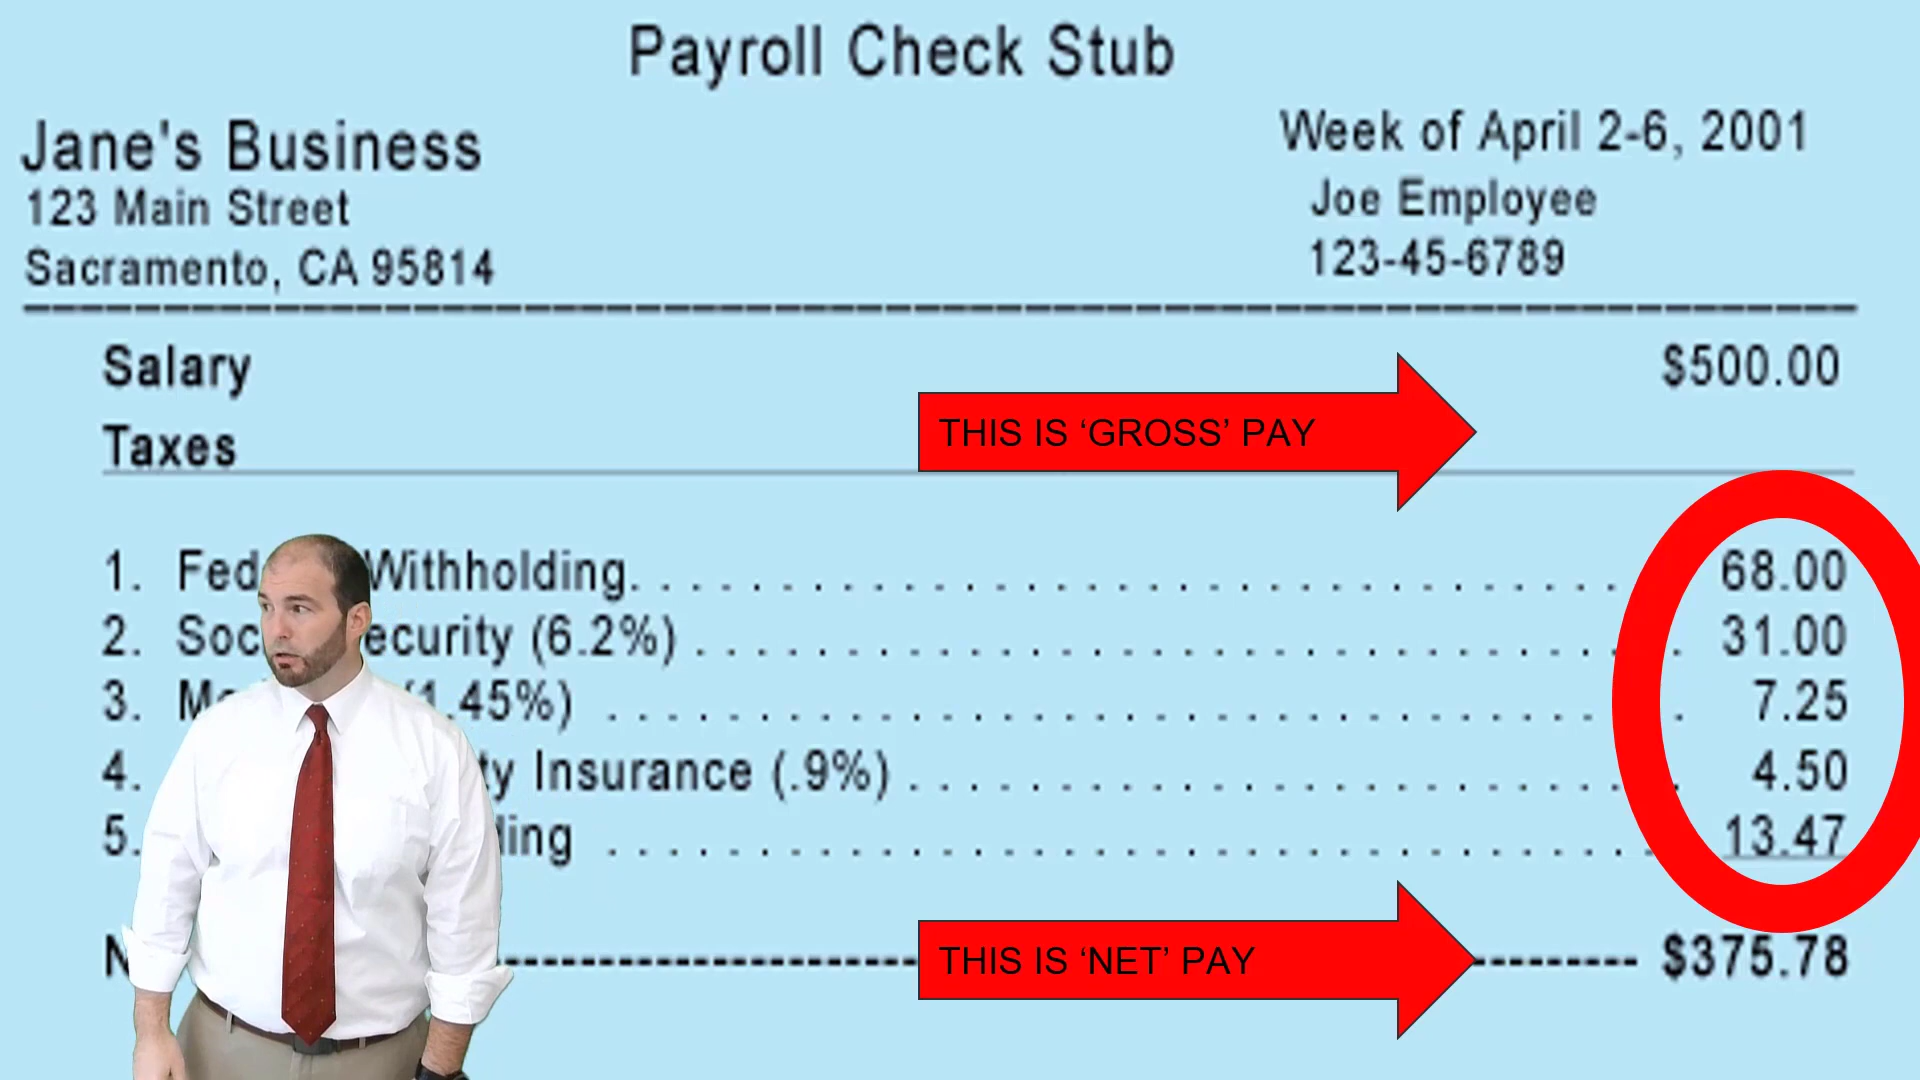 Payroll Check Stub
Jane's Business
123 Main Street
Sacramento, CA 95814
Week of April 2-6, 2001
Joe Employee
123-45-6789
Salary $500.00
THIS IS ‘GROSS’ PAY
Taxes
1. Fed Withholding. . . . . . . . . . . . . . . . . . . . . . . . . . . . . . . . . 68.00
2. Soc ecurity (6.2%) . . . . . . . . . . . . . . . . . . . . . . . . . . . . . . . . . 31.00
3. (1.45%) . . . . . . . . . . . . . . . . . . . . . . . . . . . . . . . . . . . . 7.25
4. ty Insurance (.9%) . . . . . . . . . . . . . . . . . . . . . . . . . . 4.50
5. ding . . . . . . . . . . . . . . . . . . . . . . . . . . . . . . . . . . . 13.47
N THIS IS ‘NET’ PAY $375.78